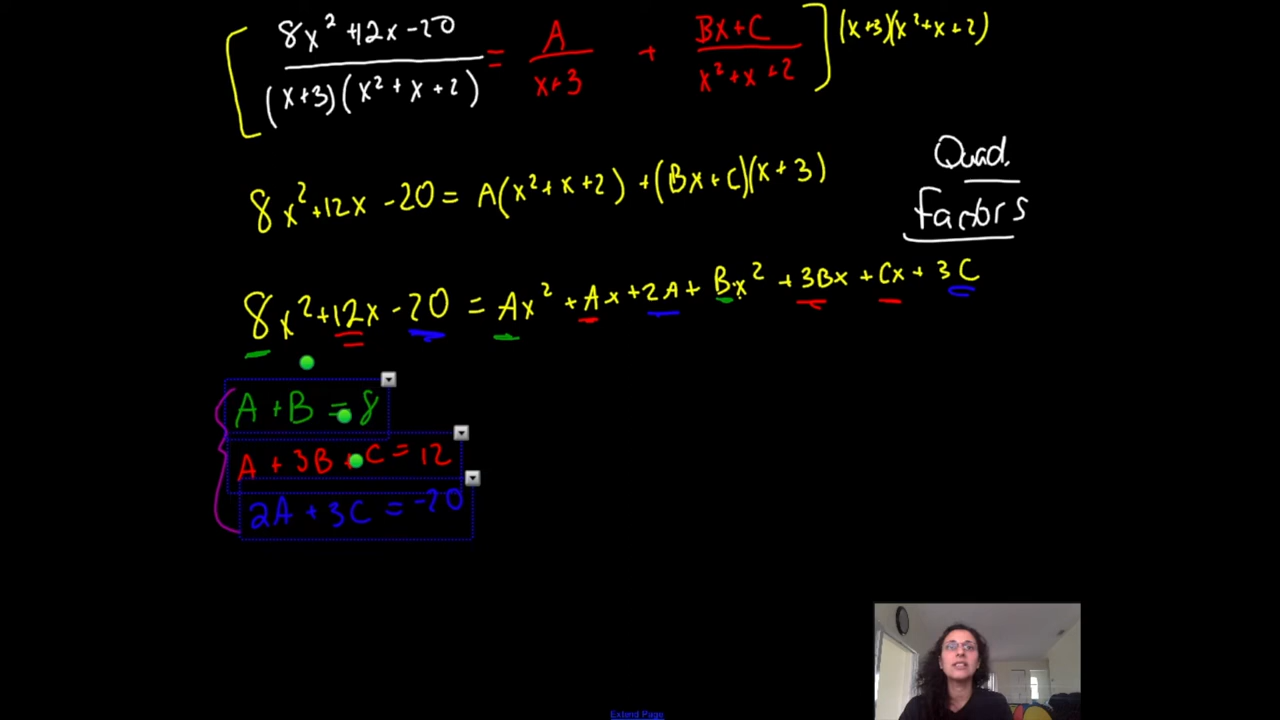 [ 8x² + 12x - 20 / (x+3)(x² + x + 2) = A / x+3 + Bx+C / x² + x + 2 ] (x+3)(x² + x + 2)
Quad.
Factors
8x² + 12x - 20 = A(x² + x + 2) + (Bx + C)(x + 3)
8x² + 12x - 20 = Ax² + Ax + 2A + Bx² + 3Bx + Cx + 3C
A + B = 8
A + 3B + C = 12
2A + 3C = -20
Extend Page